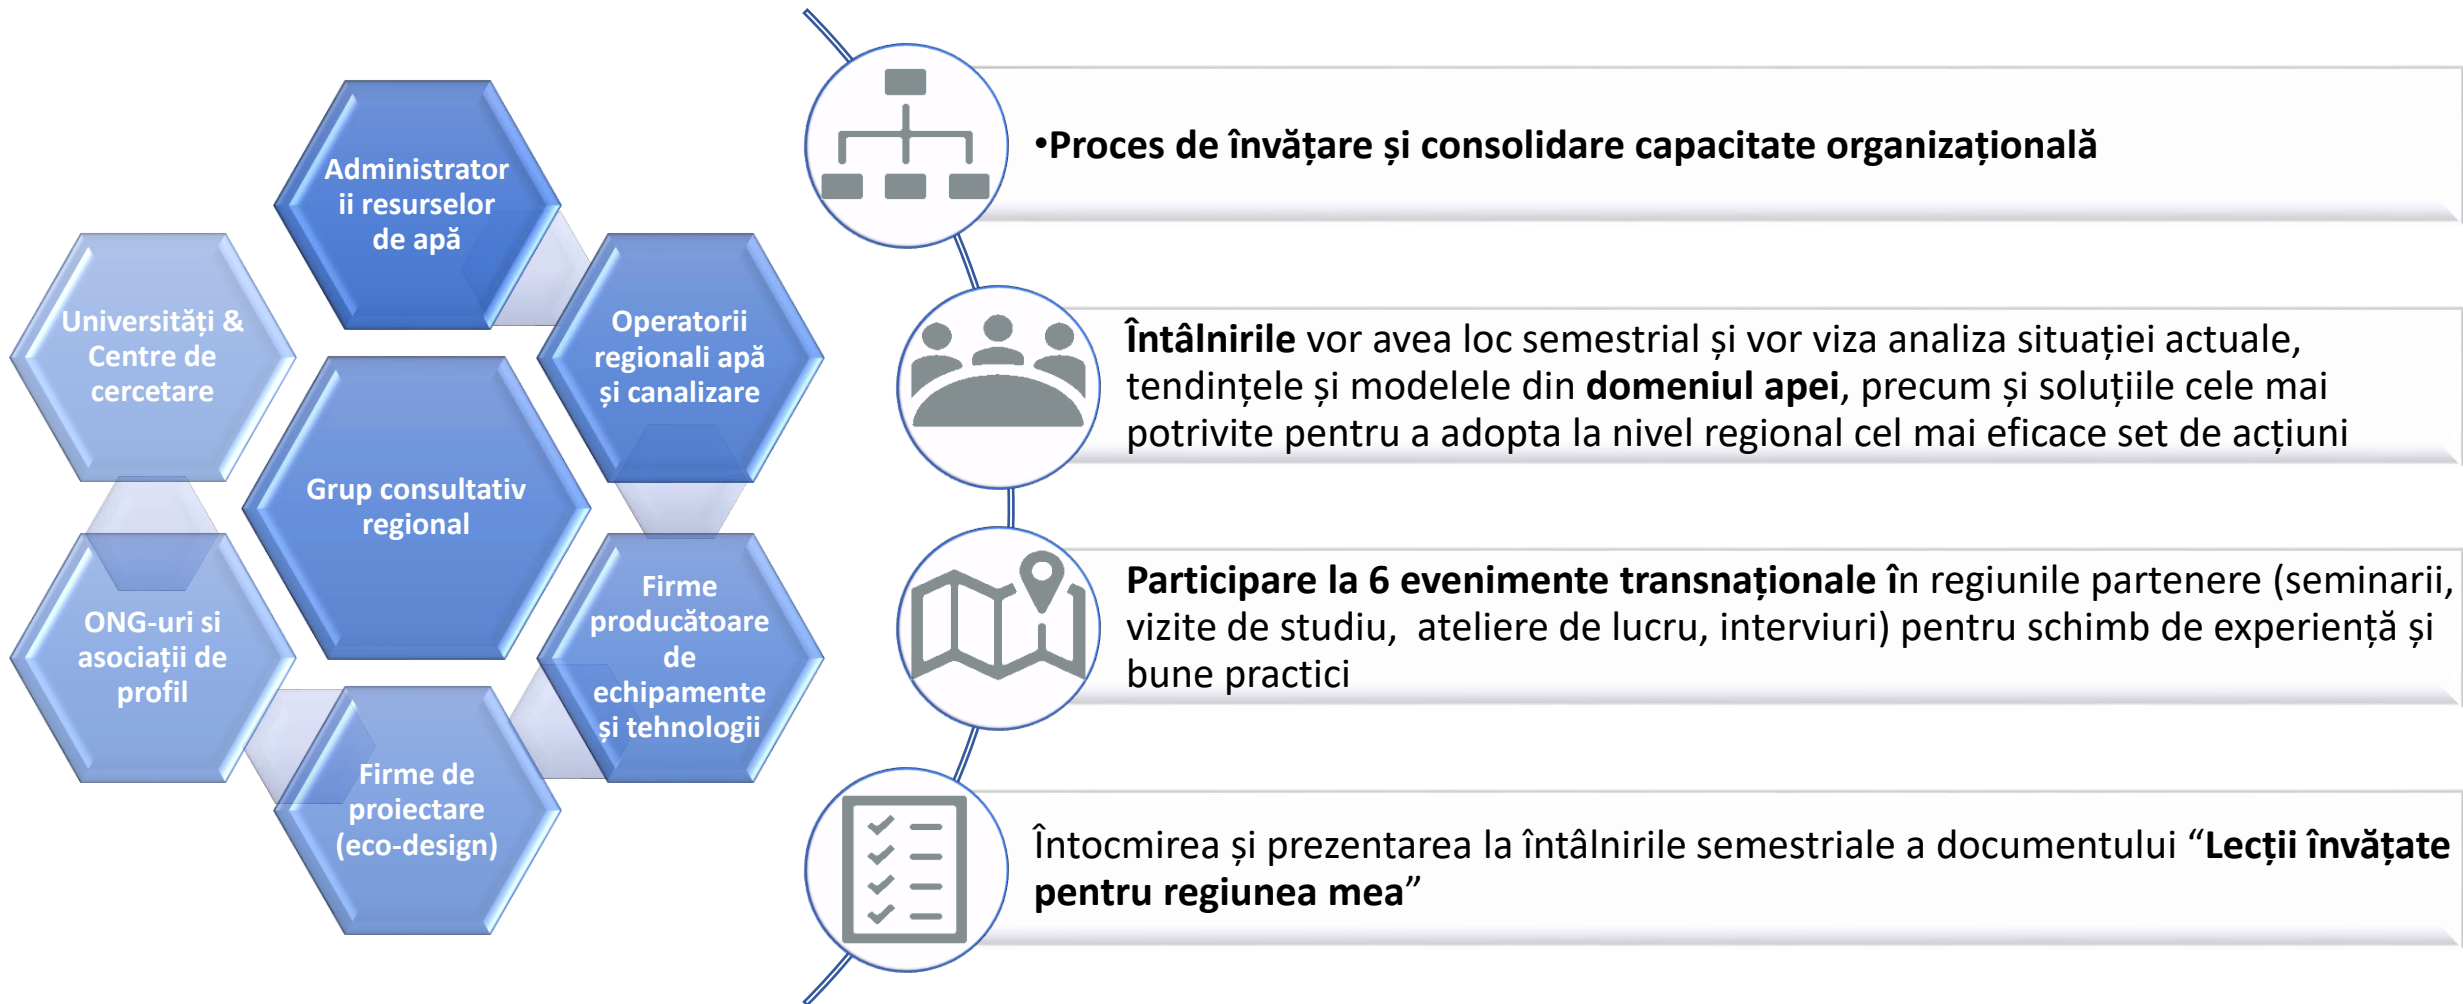 Administrator
ii resurselor
de apă
Operatorii
regionali apă
și canalizare
Firme
producătoare
de
echipamente
și tehnologii
Firme de
proiectare
(eco-design)
ONG-uri si
asociații de
profil
Universități &
Centre de
cercetare
Grup consultativ
regional
•Proces de învățare și consolidare capacitate organizațională
Întâlnirile vor avea loc semestrial și vor viza analiza situației actuale,
tendințele și modelele din domeniul apei, precum și soluțiile cele mai
potrivite pentru a adopta la nivel regional cel mai eficace set de acțiuni
Participare la 6 evenimente transnaționale în regiunile partenere (seminarii,
vizite de studiu, ateliere de lucru, interviuri) pentru schimb de experiență și
bune practici
Întocmirea și prezentarea la întâlnirile semestriale a documentului “Lecții învățate
pentru regiunea mea”